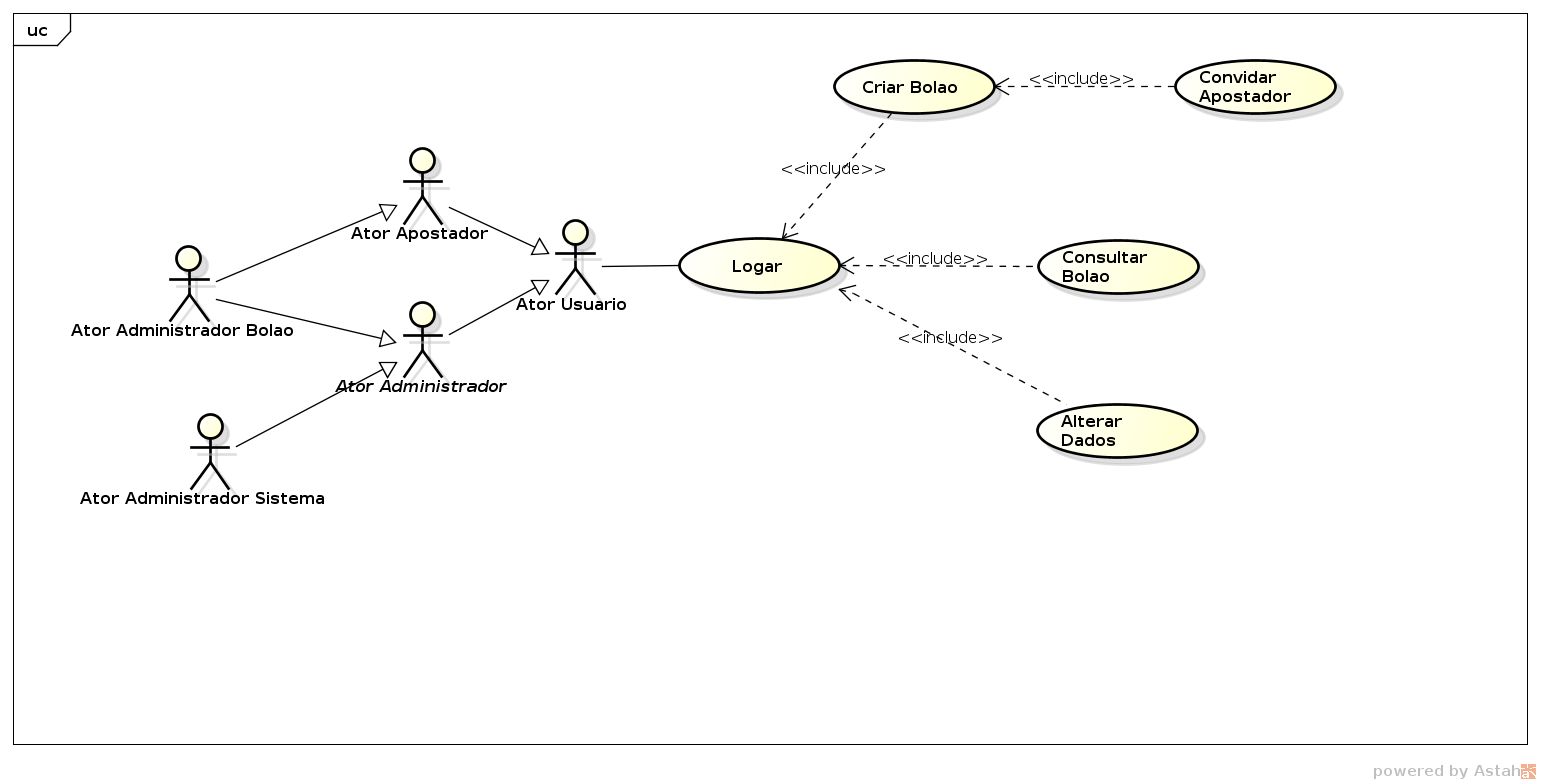 uc
Criar Bolao
<<include>>
Convidar
Apostador
<<include>>
Ator Apostador
Ator Usuario
Logar
<<include>>
Consultar
Bolao
Ator Administrador Bolao
<<include>>
Ator Administrador
Alterar
Dados
Ator Administrador Sistema
powered by Astah